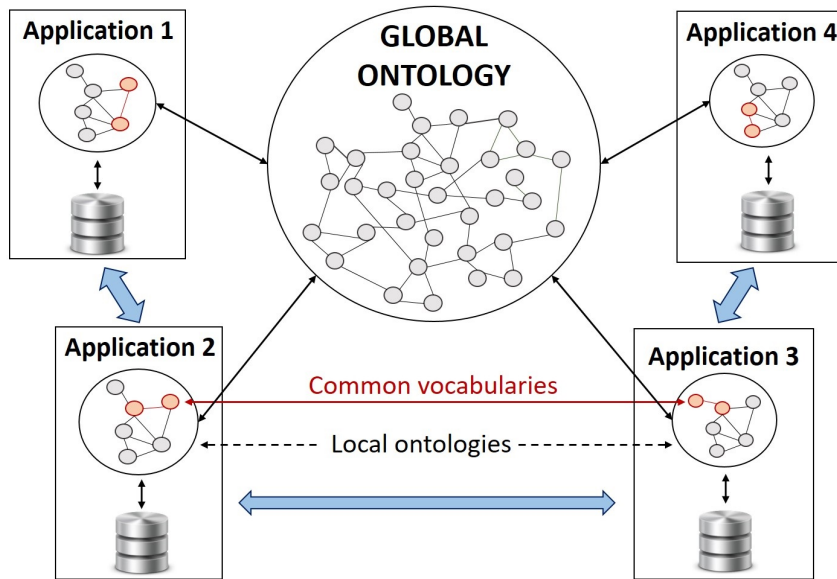 Application 1
GLOBAL
ONTOLOGY
Application 4
Application 2
Application 3
Common vocabularies
Local ontologies